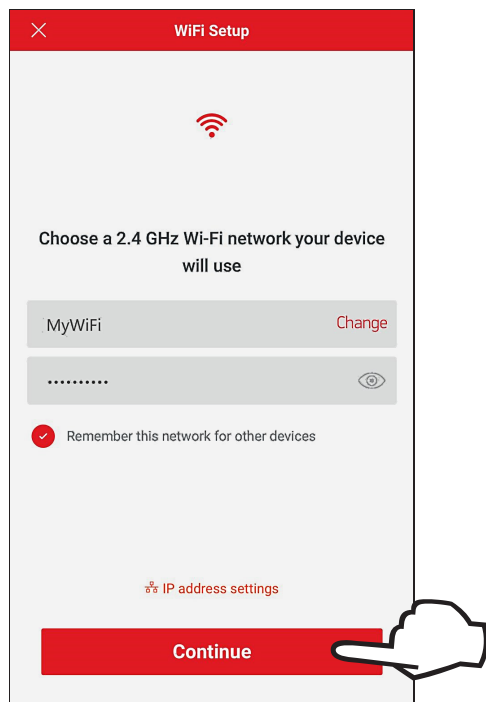 WiFi Setup
Choose a 2.4 GHz Wi-Fi network your device
will use
MyWiFi Change
••••••••••
Remember this network for other devices
IP address settings
Continue